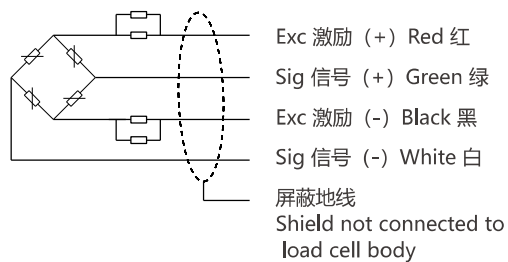 Exc 激励（+）Red 红
Sig 信号（+）Green 绿
Exc 激励（-）Black 黑
Sig 信号（-）White 白
屏蔽地线
Shield not connected to
load cell body